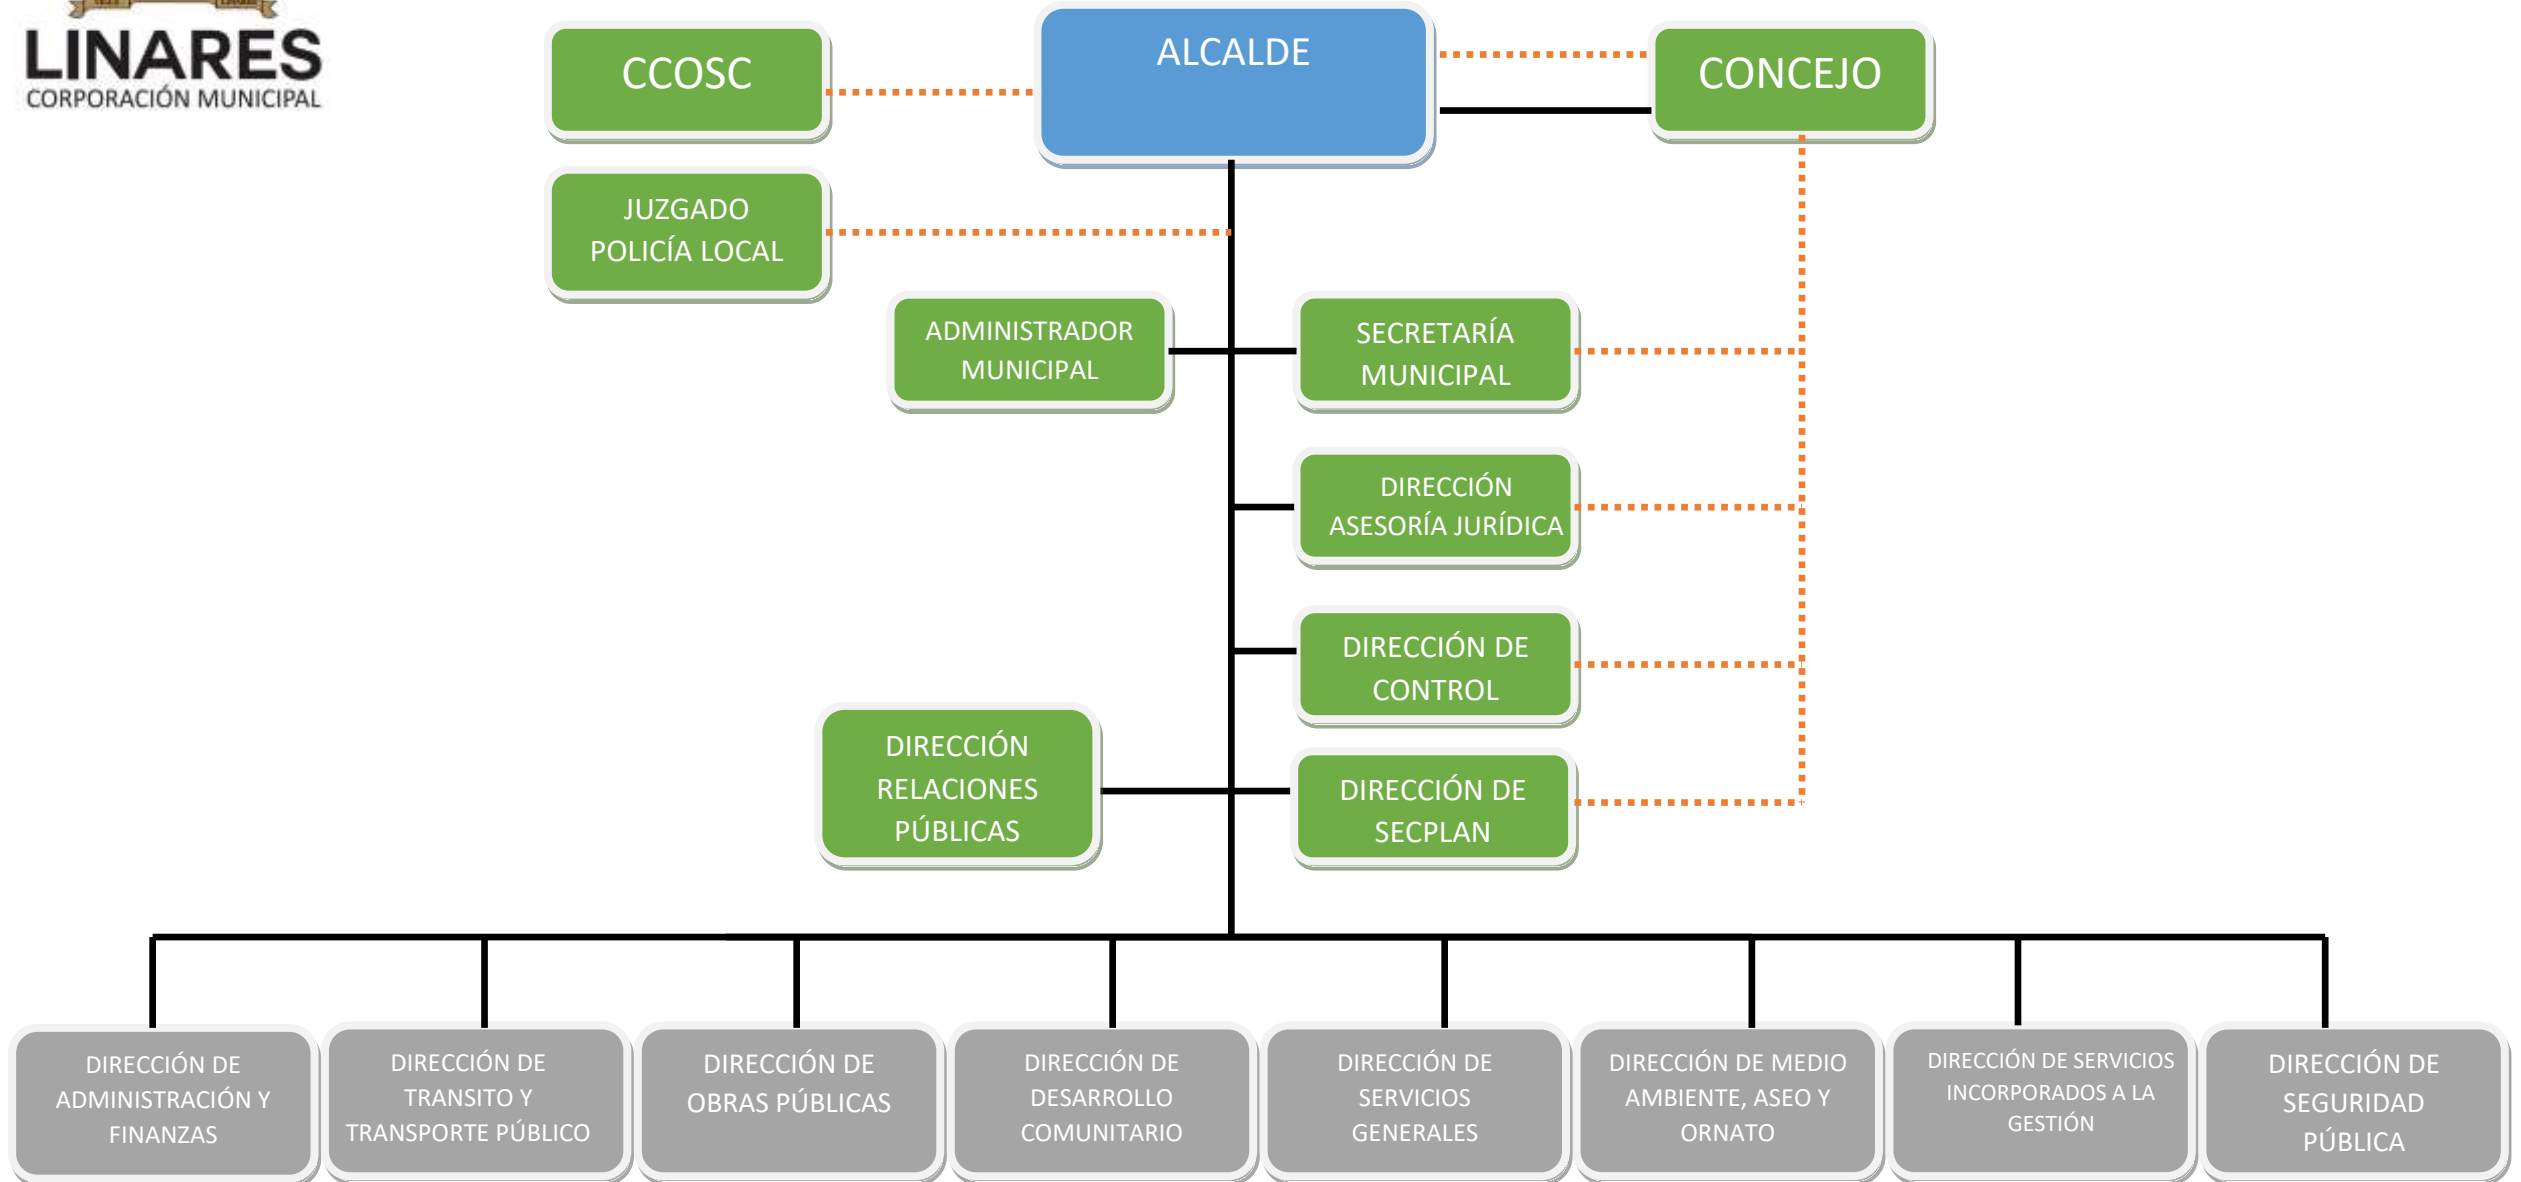 LINARES
CORPORACIÓN MUNICIPAL
CCOSC
ALCALDE
CONCEJO
JUZGADO
POLICÍA LOCAL
ADMINISTRADOR
MUNICIPAL
SECRETARÍA
MUNICIPAL
DIRECCIÓN
ASESORÍA JURÍDICA
DIRECCIÓN DE
CONTROL
DIRECCIÓN
RELACIONES
PÚBLICAS
DIRECCIÓN DE
SECPLAN
DIRECCIÓN DE
ADMINISTRACIÓN Y
FINANZAS
DIRECCIÓN DE
TRANSITO Y
TRANSPORTE PÚBLICO
DIRECCIÓN DE
OBRAS PÚBLICAS
DIRECCIÓN DE
DESARROLLO
COMUNITARIO
DIRECCIÓN DE
SERVICIOS
GENERALES
DIRECCIÓN DE MEDIO
AMBIENTE, ASEO Y
ORNATO
DIRECCIÓN DE SERVICIOS
INCORPORADOS A LA
GESTIÓN
DIRECCIÓN DE
SEGURIDAD
PÚBLICA